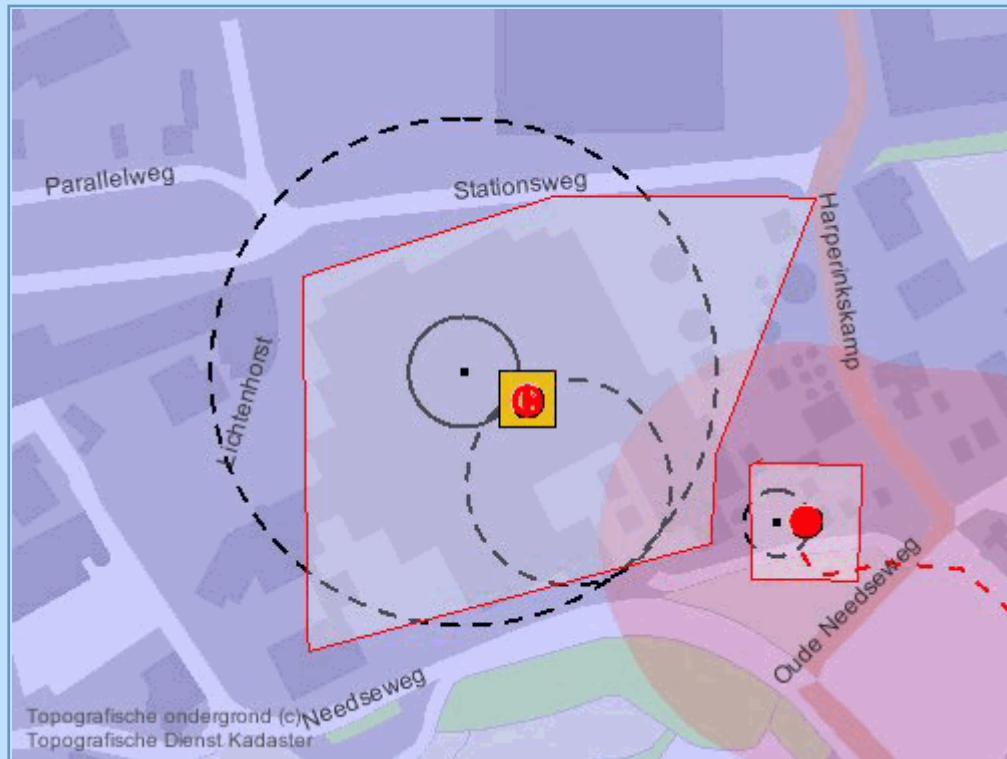 Parallelweg
Stationsweg
Harperinkskamp
Lichtenhorst
Oude Needseweg
Needseweg
Topografische ondergrond (c)
Topografische Dienst Kadaster